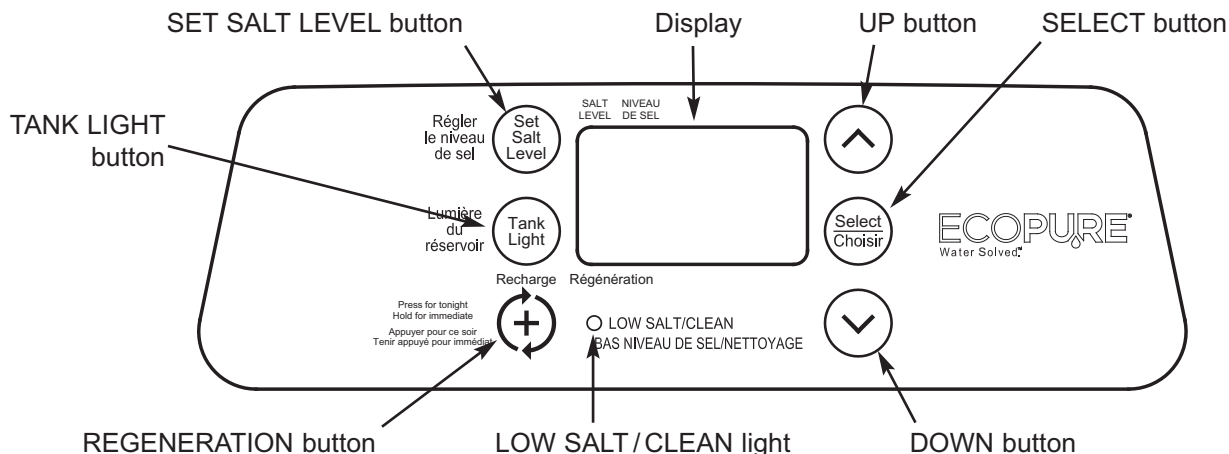 SET SALT LEVEL button
Display
UP button
SELECT button
TANK LIGHT
button
Régler
le niveau
de sel
Set
Salt
Level
SALT
LEVEL
NIVEAU
DE SEL
Lumière
du
réservoir
Tank
Light
Select
Choisir
ECOPURE®
Water Solved.™
Recharge
Régénération
Press for tonight
Hold for immediate
Appuyer pour ce soir
Tenir appuyé pour immédiat
LOW SALT/CLEAN
BAS NIVEAU DE SEL/NETTOYAGE
REGENERATION button
LOW SALT / CLEAN light
DOWN button